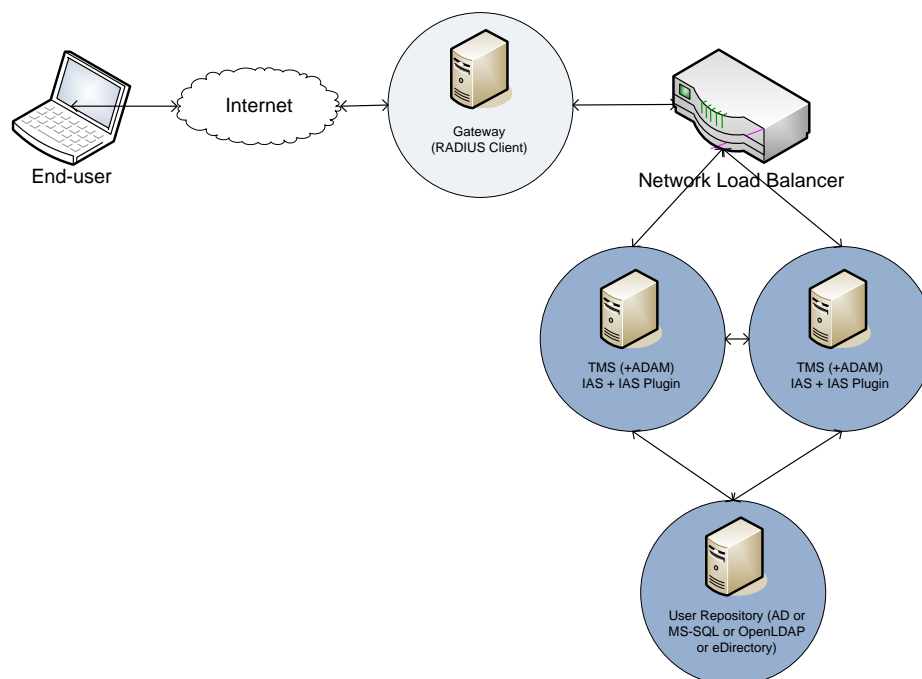 Internet
Gateway
(RADIUS Client)
End-user
Network Load Balancer
TMS (+ADAM)
IAS + IAS Plugin
TMS (+ADAM)
IAS + IAS Plugin
User Repository (AD or
MS-SQL or OpenLDAP
or eDirectory)